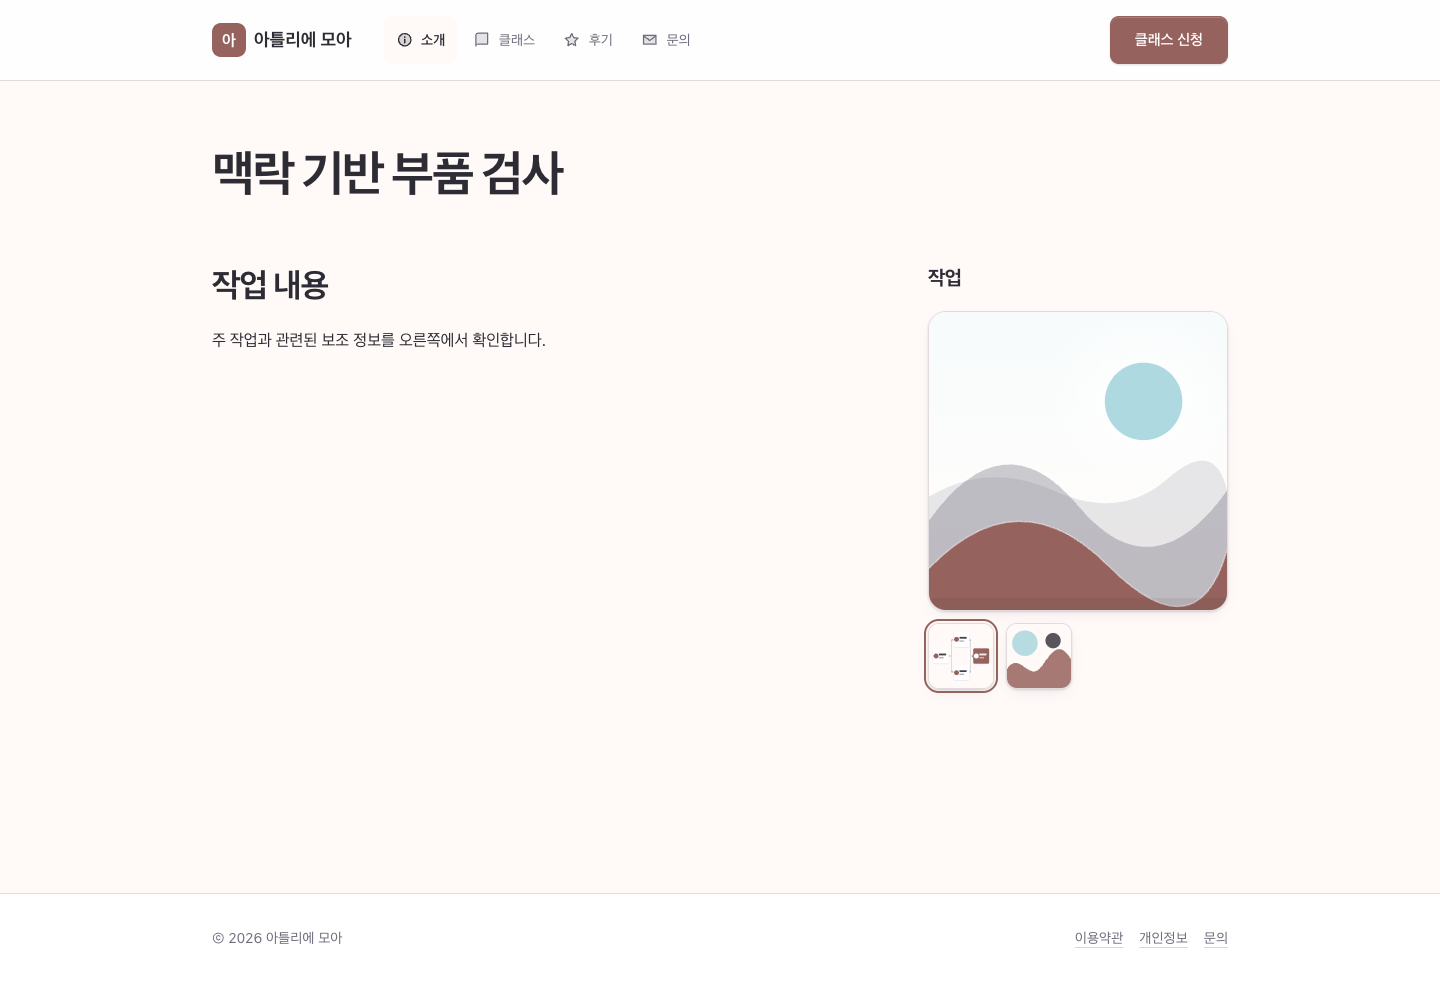 아 아틀리에 모아
소개
클래스
후기
문의
클래스 신청
맥락 기반 부품 검사
작업 내용
주 작업과 관련된 보조 정보를 오른쪽에서 확인합니다.
작업
© 2026 아틀리에 모아
이용약관
개인정보
문의